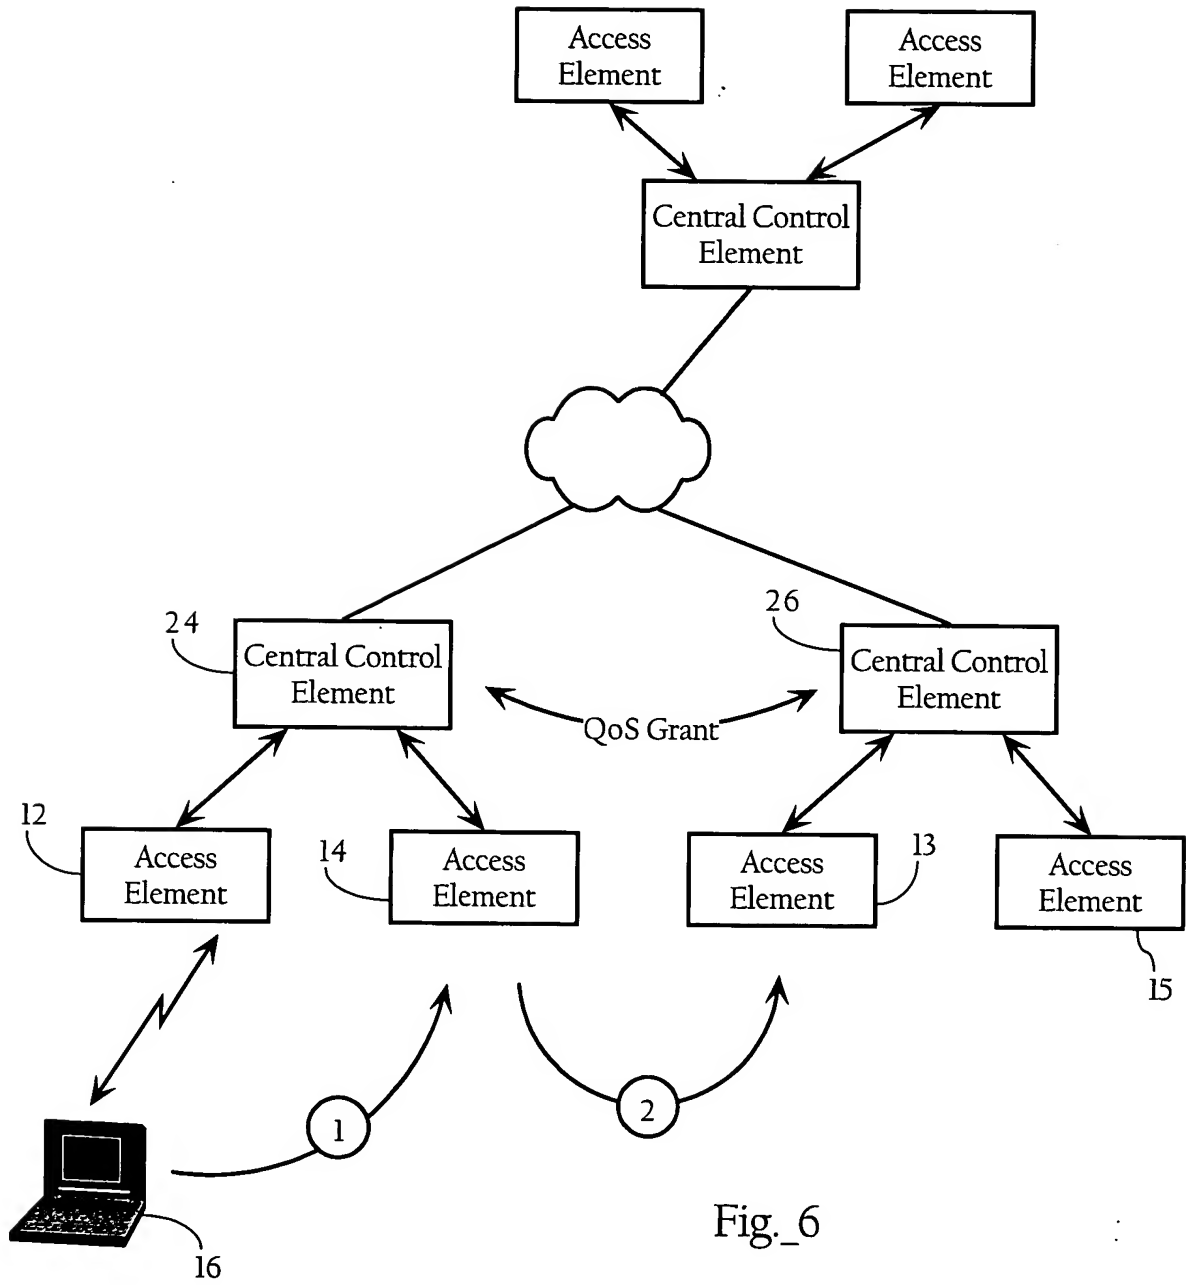 Access
Element
Access
Element
Central Control
Element
24
Central Control
Element
26
Central Control
Element
QoS Grant
12
Access
Element
14
Access
Element
Access
Element
13
Access
Element
15
1
2
16
Fig._6